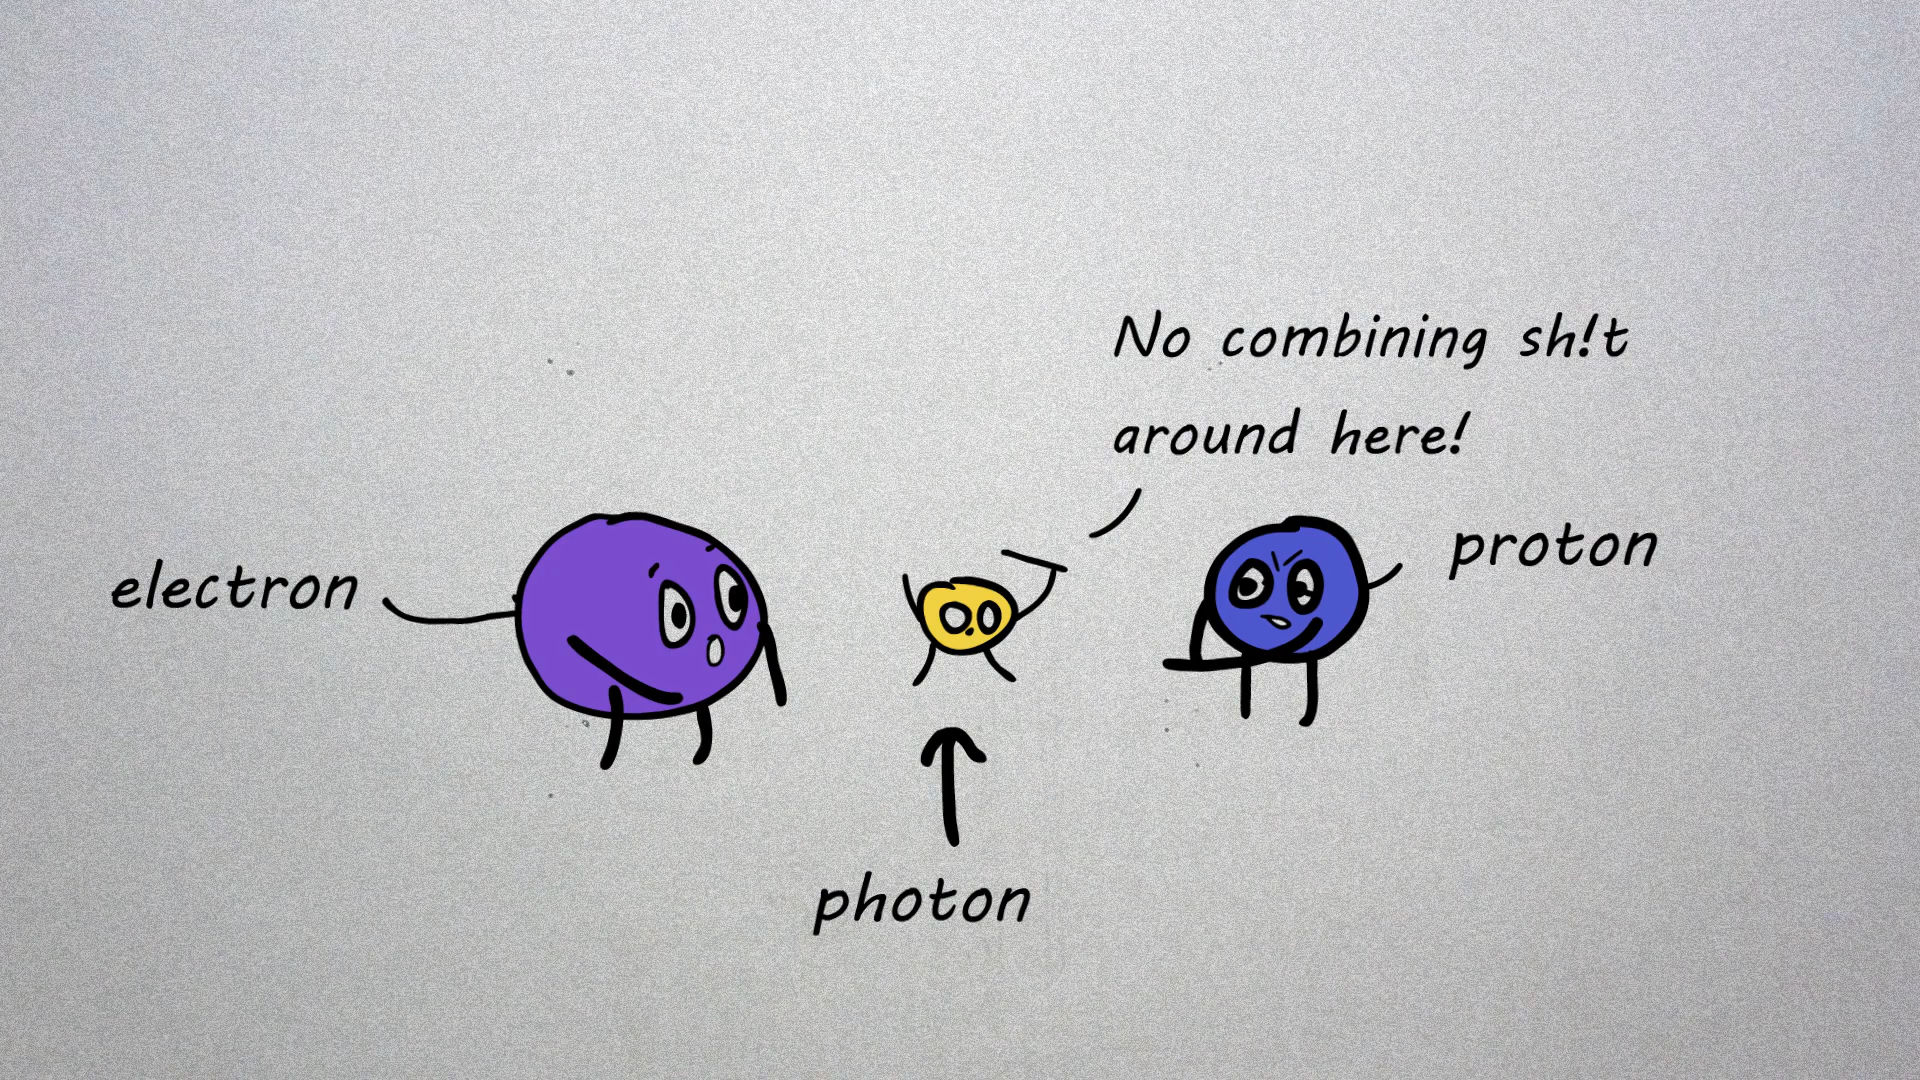 No combining sh!t
around here!
electron
proton
photon